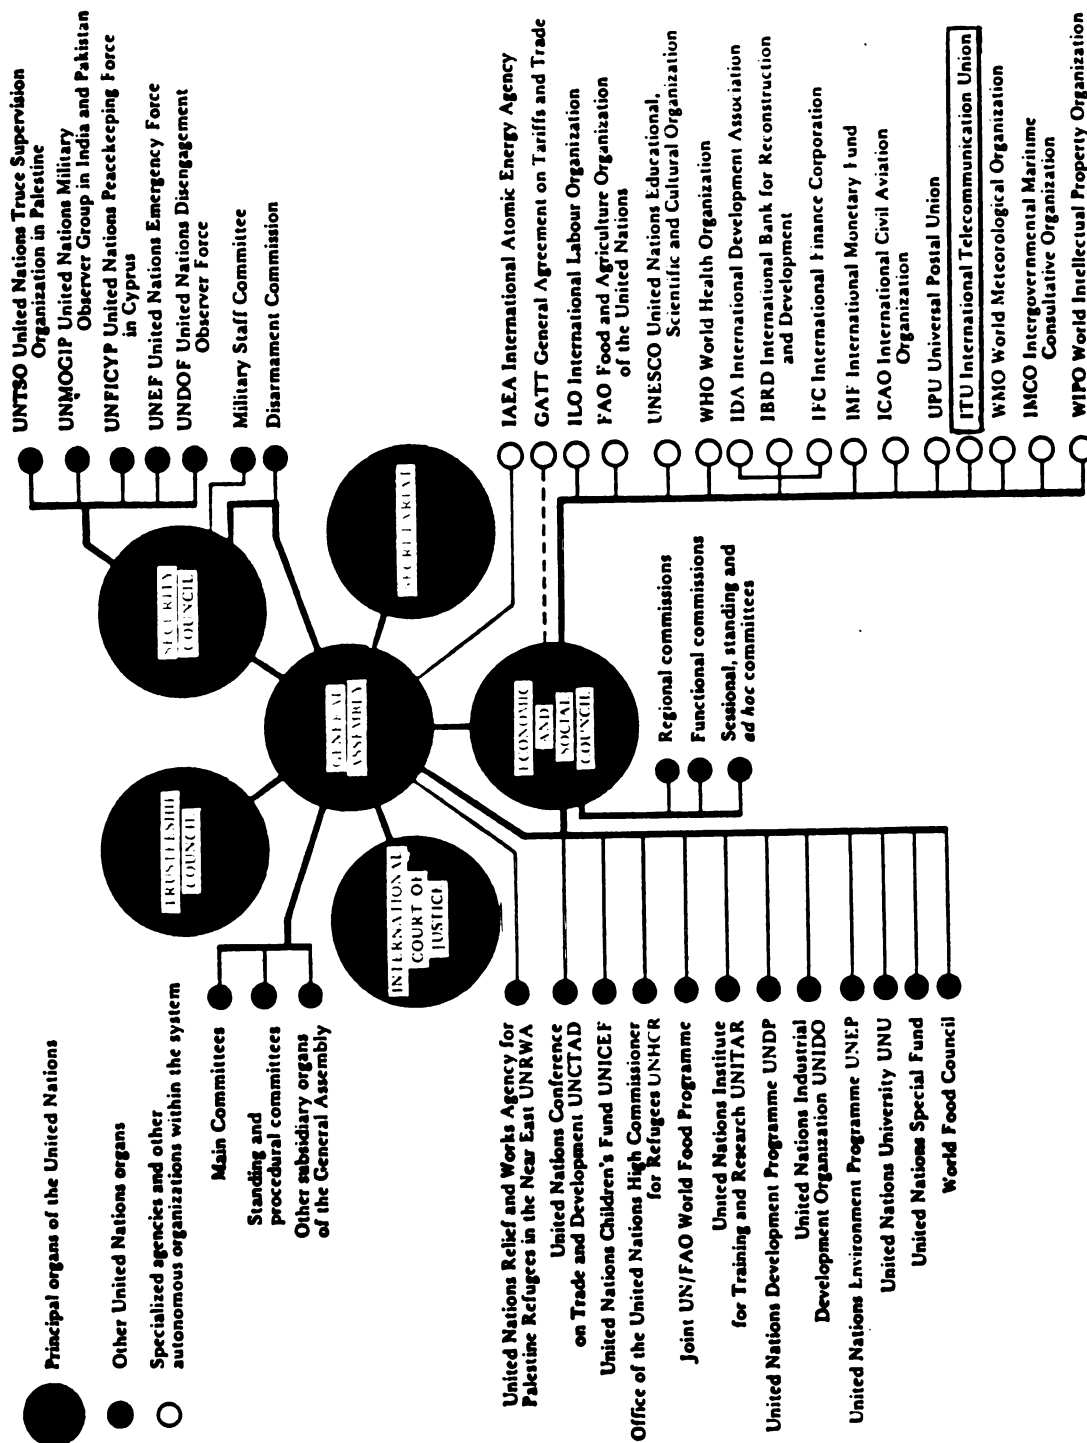 Principal organs of the United Nations
Other United Nations organs
Specialized agencies and other
autonomous organizations within the system
Main Committees
Standing and
procedural committees
Other subsidiary organs
of the General Assembly
TRUSTEESHIP
COUNCIL
SECURITY
COUNCIL
GENERAL
ASSEMBLY
INTERNATIONAL
COURT OF
JUSTICE
SECRETARIAT
ECONOMIC
AND
SOCIAL
COUNCIL
UNTSO United Nations Truce Supervision
Organization in Palestine
UNMOGIP United Nations Military
Observer Group in India and Pakistan
UNFICYP United Nations Peacekeeping Force
in Cyprus
UNEF United Nations Emergency Force
UNDOF United Nations Disengagement
Observer Force
Military Staff Committee
Disarmament Commission
United Nations Relief and Works Agency for
Palestine Refugees in the Near East UNRWA
United Nations Conference
on Trade and Development UNCTAD
United Nations Children's Fund UNICEF
Office of the United Nations High Commissioner
for Refugees UNHCR
Joint UN/FAO World Food Programme
United Nations Institute
for Training and Research UNITAR
United Nations Development Programme UNDP
United Nations Industrial
Development Organization UNIDO
United Nations Environment Programme UNEP
United Nations University UNU
United Nations Special Fund
World Food Council
Regional commissions
Functional commissions
Sessional, standing and
ad hoc committees
IAEA International Atomic Energy Agency
GATT General Agreement on Tariffs and Trade
ILO International Labour Organization
FAO Food and Agriculture Organization
of the United Nations
UNESCO United Nations Educational,
Scientific and Cultural Organization
WHO World Health Organization
IDA International Development Association
IBRD International Bank for Reconstruction
and Development
IFC International Finance Corporation
IMF International Monetary Fund
ICAO International Civil Aviation
Organization
UPU Universal Postal Union
ITU International Telecommunication Union
WMO World Meteorological Organization
IMCO Intergovernmental Maritime
Consultative Organization
WIPO World Intellectual Property Organization